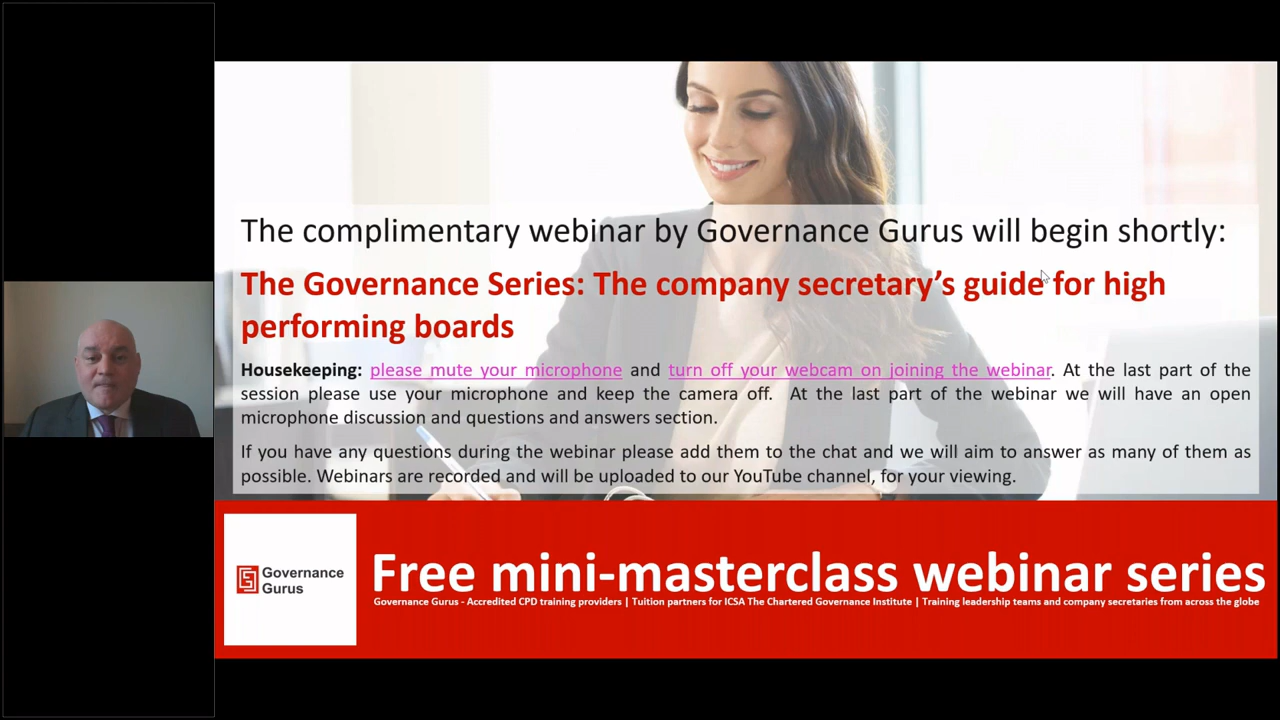 The complimentary webinar by Governance Gurus will begin shortly:
The Governance Series: The company secretary’s guide for high
performing boards
Housekeeping: please mute your microphone and turn off your webcam on joining the webinar. At the last part of the
session please use your microphone and keep the camera off. At the last part of the webinar we will have an open
microphone discussion and questions and answers section.
If you have any questions during the webinar please add them to the chat and we will aim to answer as many of them as
possible. Webinars are recorded and will be uploaded to our YouTube channel, for your viewing.
Governance
Gurus
Free mini-masterclass webinar series
Governance Gurus - Accredited CPD training providers | Tuition partners for ICSA The Chartered Governance Institute | Training leadership teams and company secretaries from across the globe